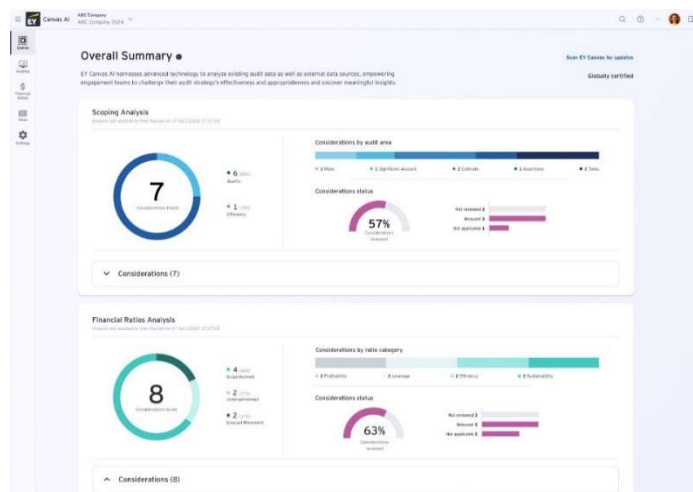 EY
Canvas AI
ABC Company
ABC Company 2024
Overall Summary
EY Canvas AI harnesses advanced technology to analyze existing audit data as well as external data sources, empowering
engagement teams to challenge their audit strategy's effectiveness and appropriateness and uncover meaningful insights.
Scan EY Canvas for updates
Globally certified
Scoping Analysis
7
Considerations found
6
Quality
1
Efficiency
Considerations by audit area
1 Significant Account
2 Estimate
2
Considerations status
57%
Considerations
reviewed
Not reviewed 3
Relevant 3
Not applicable 1
Considerations (7)
Financial Ratios Analysis
8
Considerations found
4
Outperformed
2
Underperformed
2
Unusual Movement
Considerations by ratio category
2 Profitability
2 Leverage
2 Efficiency
2 Sustainability
Considerations status
63%
Considerations
reviewed
Not reviewed 3
Relevant 3
Not applicable 2
Considerations (8)